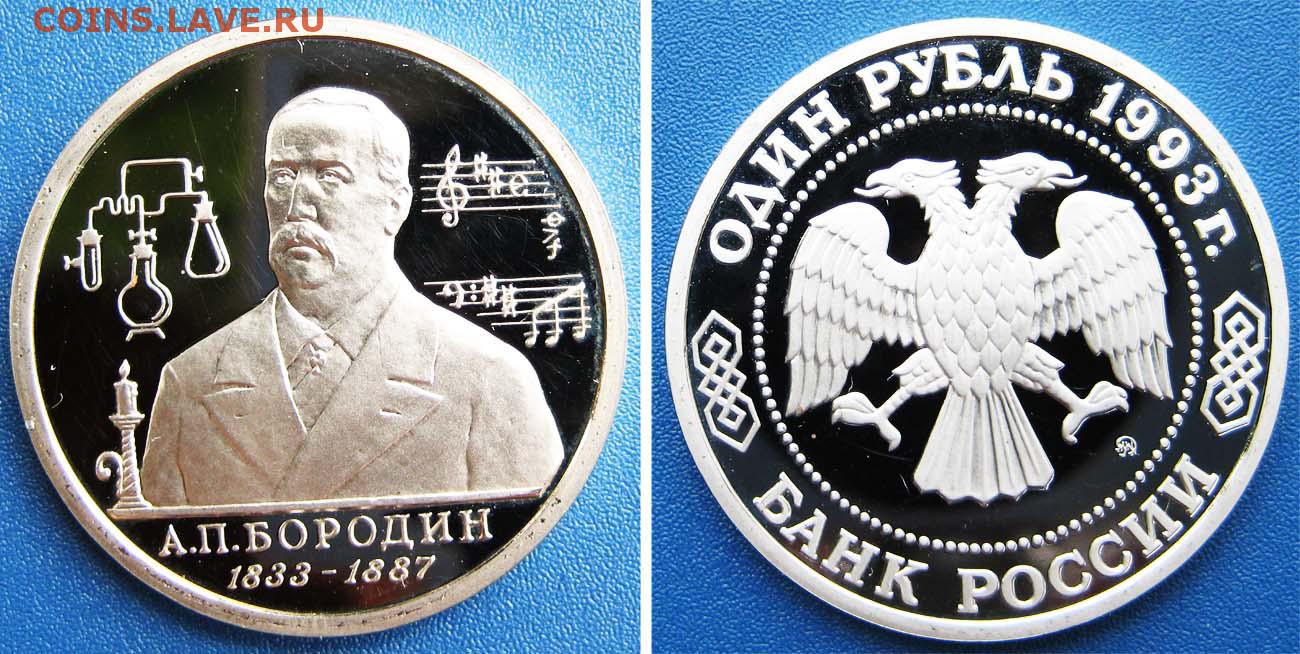 COINS.LAVE.RU
А.П.БОРОДИН
1833-1887
ОДИН РУБЛЬ 1993 г.
БАНК РОССИИ